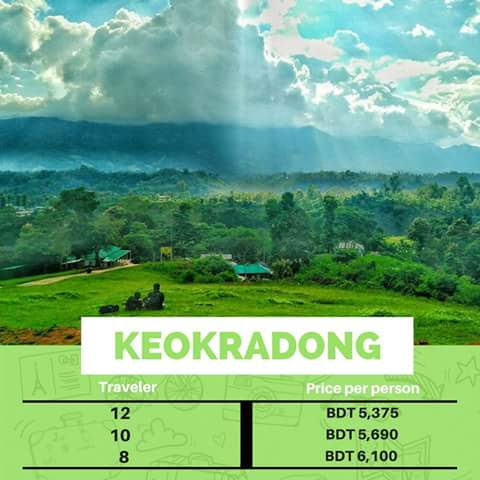 KEOKRADONG
Traveler Price per person
12 BDT 5,375
10 BDT 5,690
8 BDT 6,100